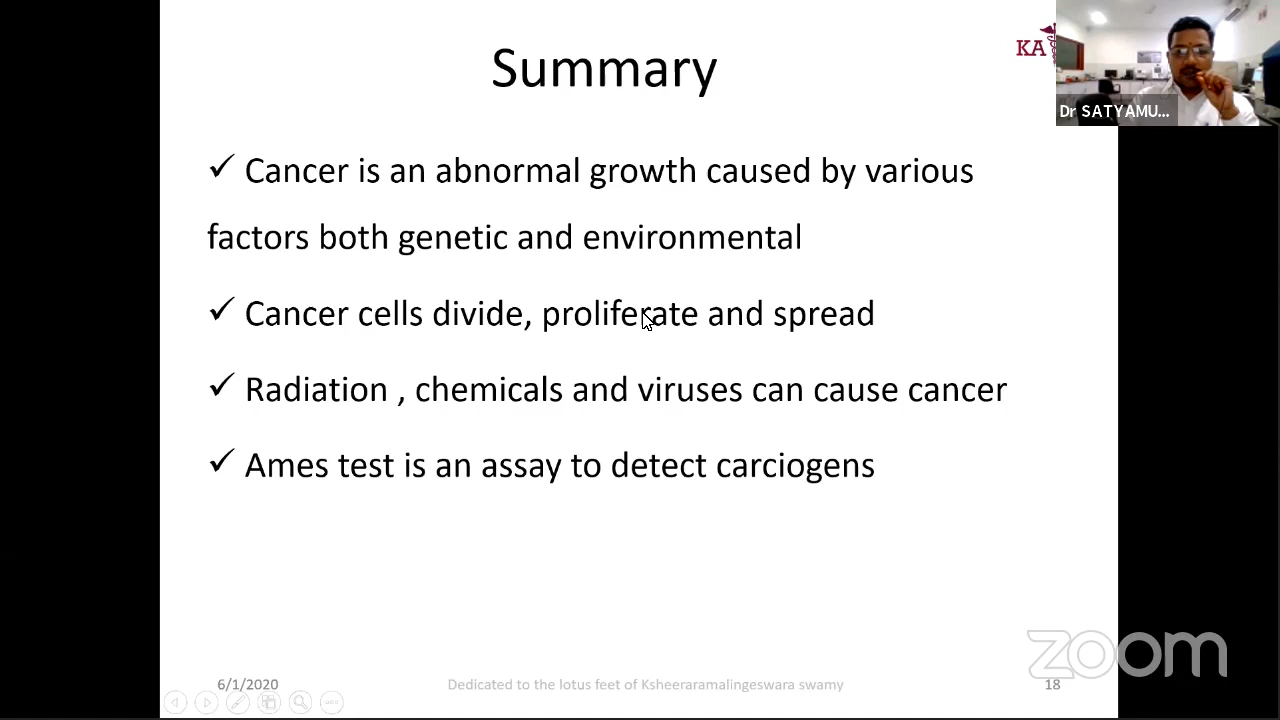 Summary
KA
Dr SATYAMU...
✓ Cancer is an abnormal growth caused by various
factors both genetic and environmental
✓ Cancer cells divide, proliferate and spread
✓ Radiation , chemicals and viruses can cause cancer
✓ Ames test is an assay to detect carciogens
zoom
6/1/2020
Dedicated to the lotus feet of Ksheeraramalingeswara swamy
18